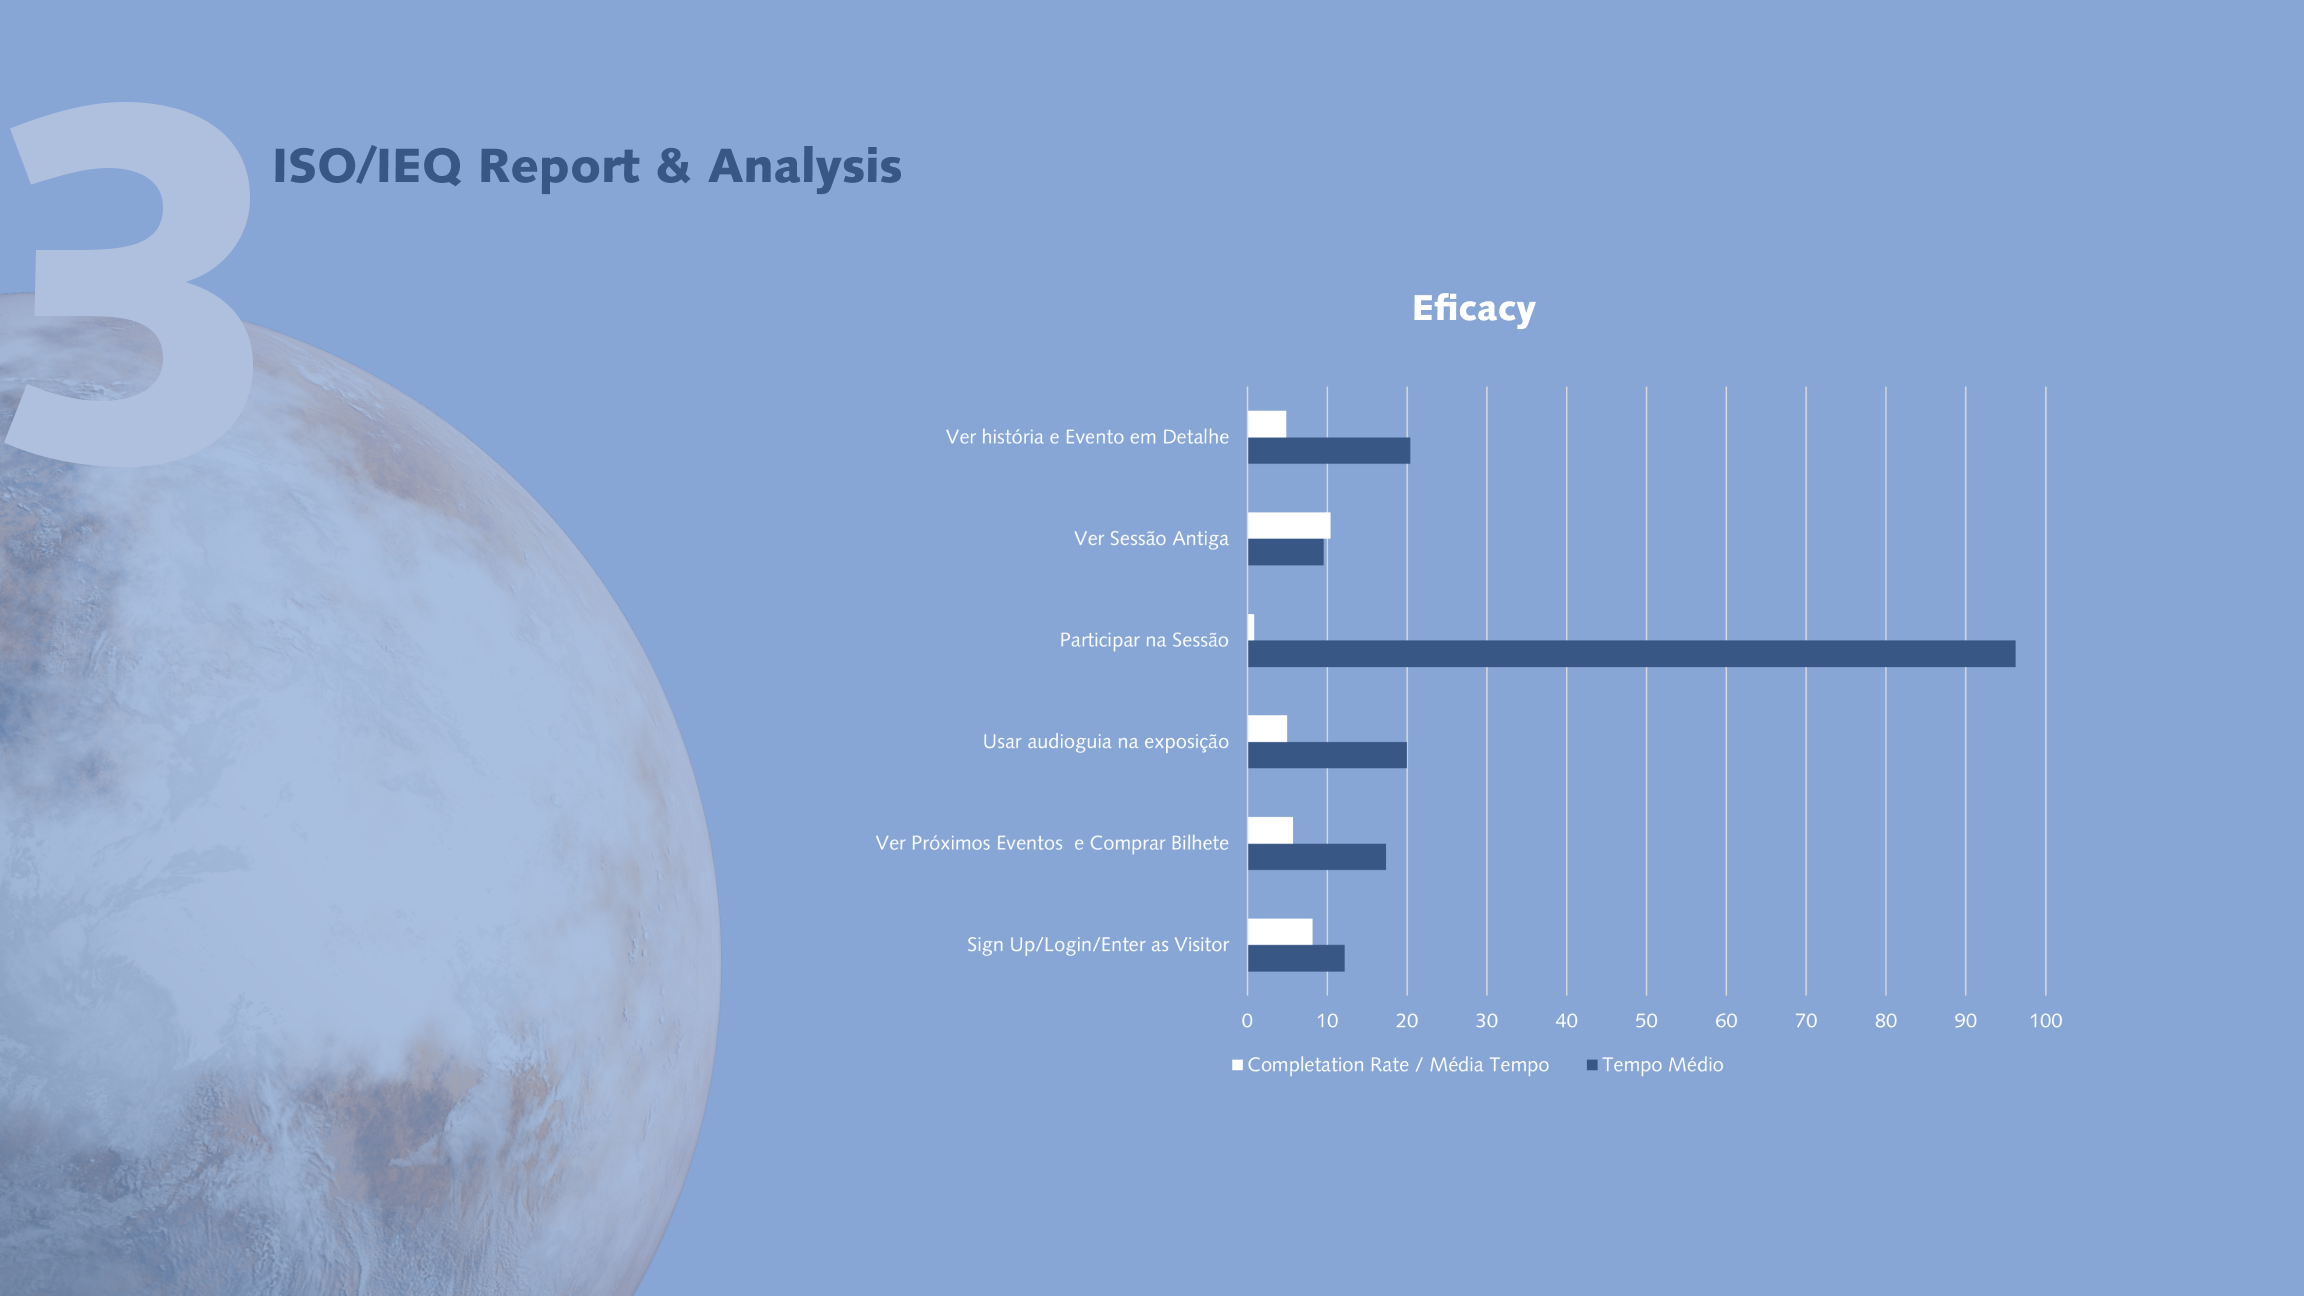 3
ISO/IEQ Report & Analysis
Eficacy
Ver história e Evento em Detalhe
Ver Sessão Antiga
Participar na Sessão
Usar audioguia na exposição
Ver Próximos Eventos  e Comprar Bilhete
Sign Up/Login/Enter as Visitor
0 10 20 30 40 50 60 70 80 90 100
Completation Rate / Média Tempo Tempo Médio